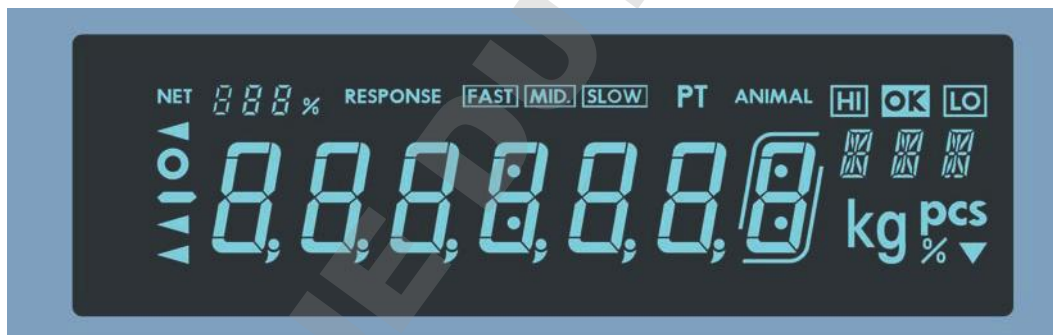 NET 888% RESPONSE FAST MID. SLOW PT ANIMAL HI OK LO
8,8,8,8,8,8,8
kg pcs
%